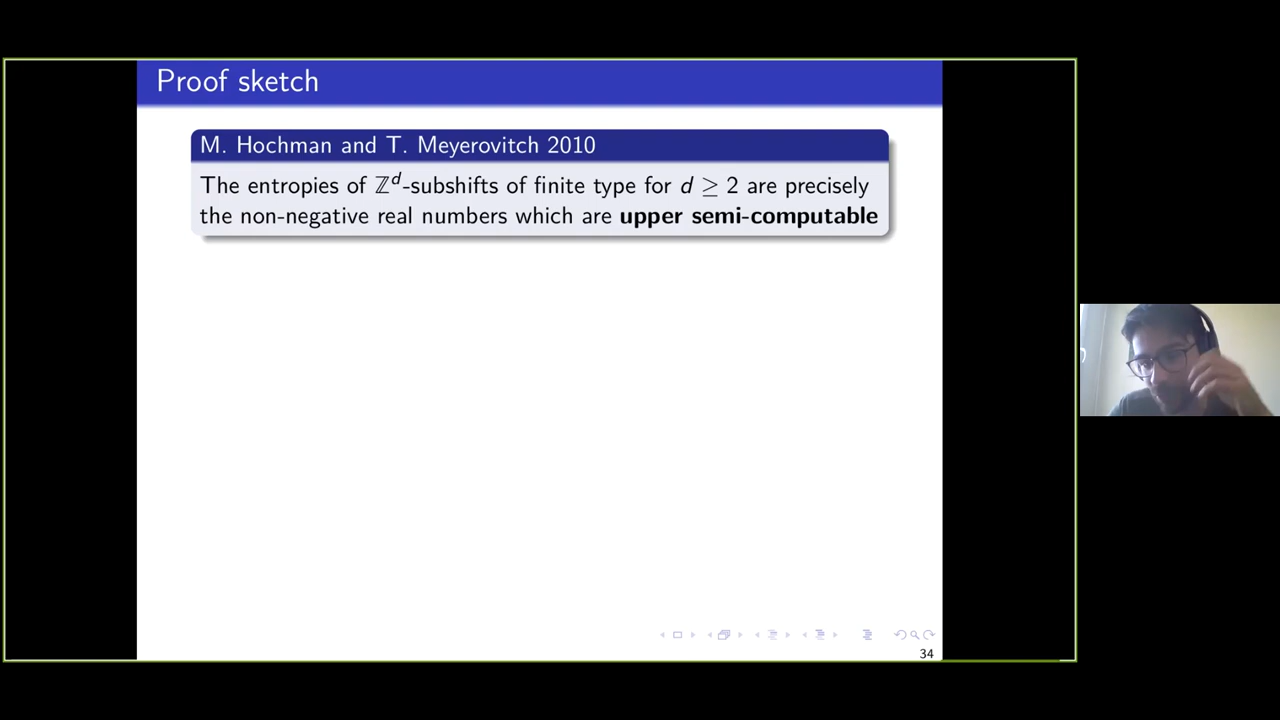 Proof sketch
M. Hochman and T. Meyerovitch 2010
The entropies of ℤᵈ-subshifts of finite type for d ≥ 2 are precisely
the non-negative real numbers which are upper semi-computable
34